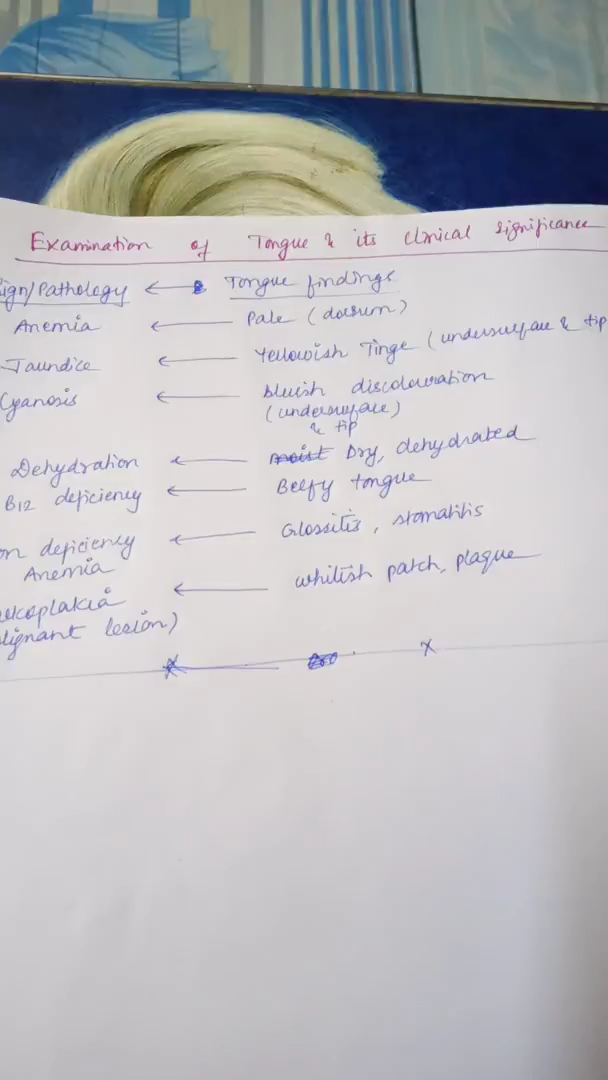 Examination of Tongue & its clinical significance
ign/Pathology ← Tongue findings
Anemia ← Pale (dorsum)
Jaundice ← Yellowish Tinge (undersurface & tip
Cyanosis ← bluish discolouration
(undersurface)
& tip
Dehydration ← moist Dry, dehydrated
B12 deficiency ← Beefy tongue
on deficiency ← Glossitis, stomatitis
Anemia
ukoplakia ← whitish patch, plaque
lignant lesion)
x